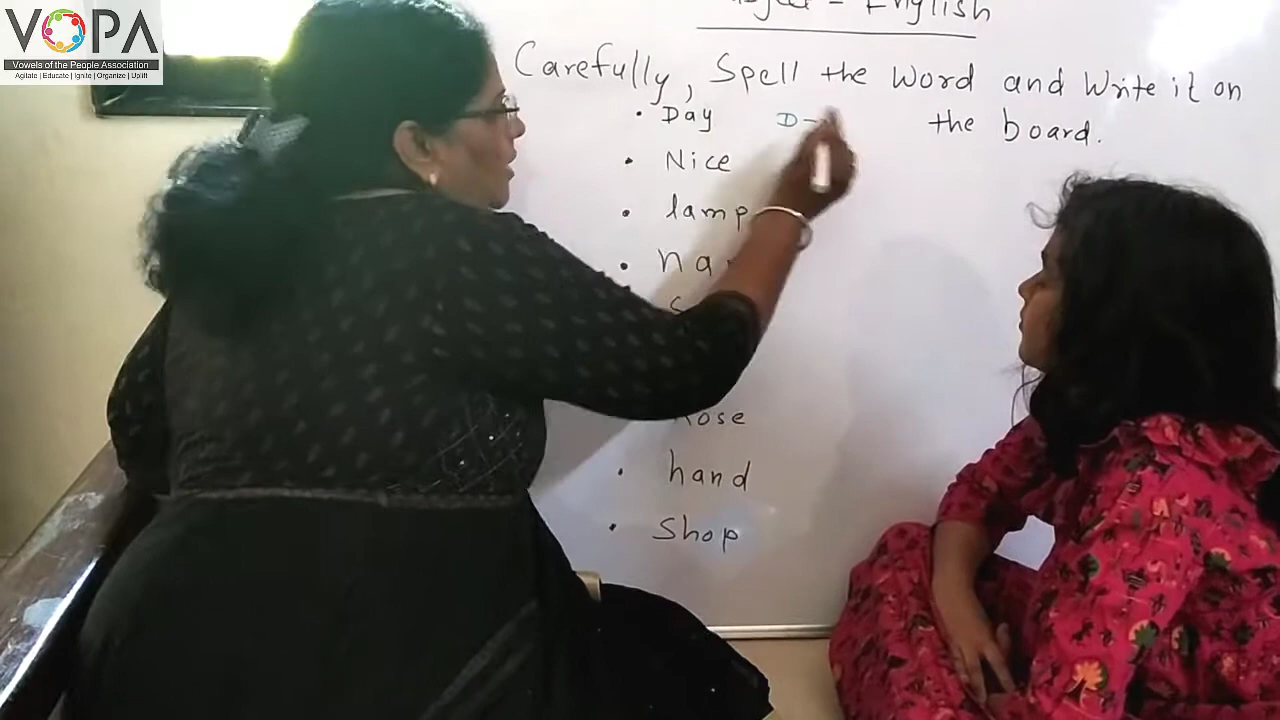 VOPA
Vowels of the People Association
Agitate | Educate | Ignite | Organize | Uplift
English
Carefully, Spell the Word and Write it on
the board.
• Day D-
• Nice
• lamp
•
•
hand
• Shop